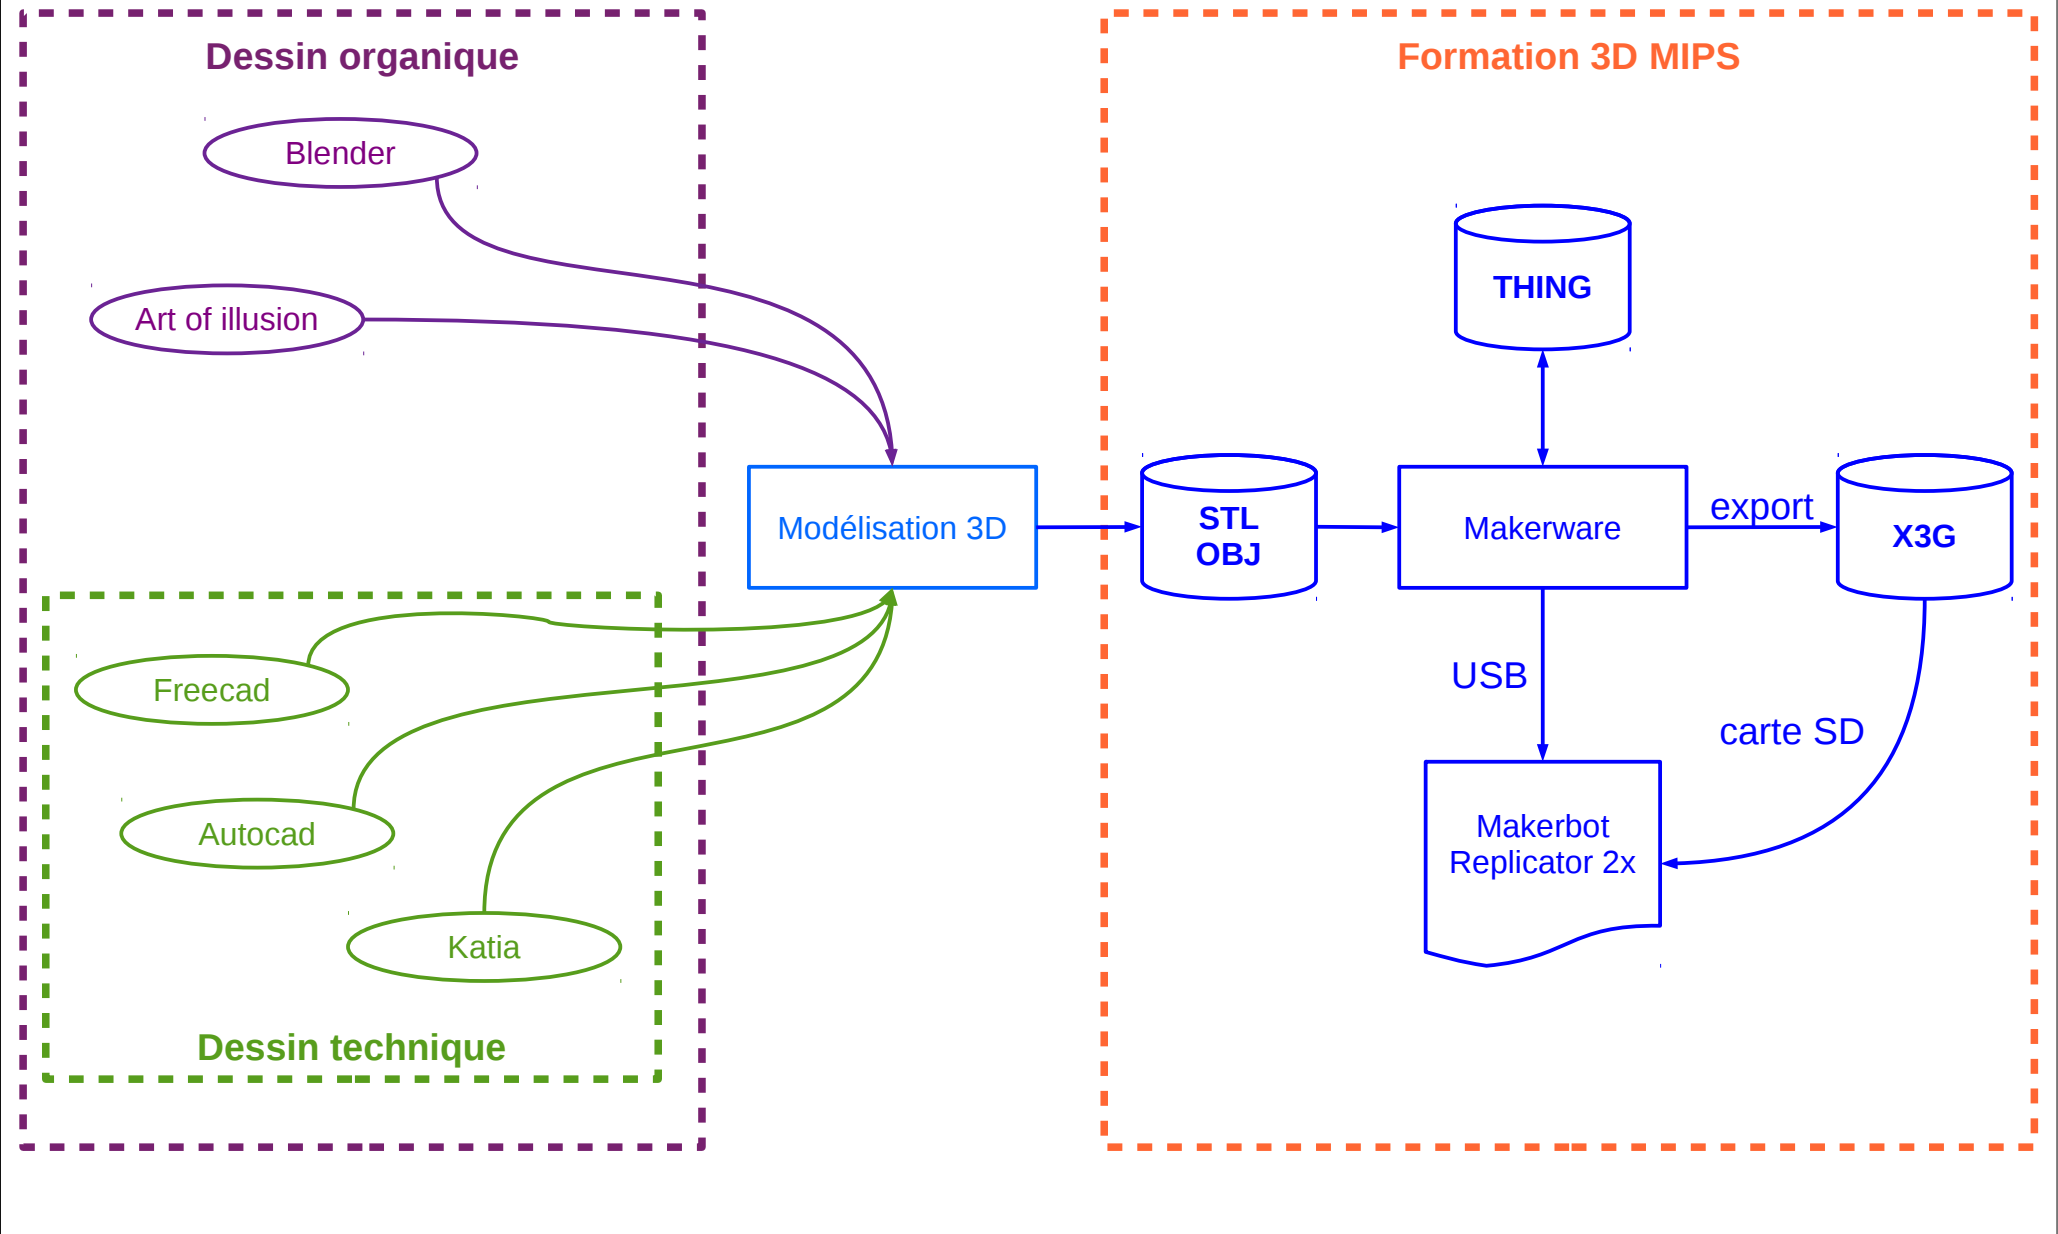 Dessin organique
Blender
Art of illusion
Freecad
Autocad
Katia
Dessin technique
Modélisation 3D
Formation 3D MIPS
THING
STL
OBJ
Makerware
export
X3G
USB
carte SD
Makerbot
Replicator 2x